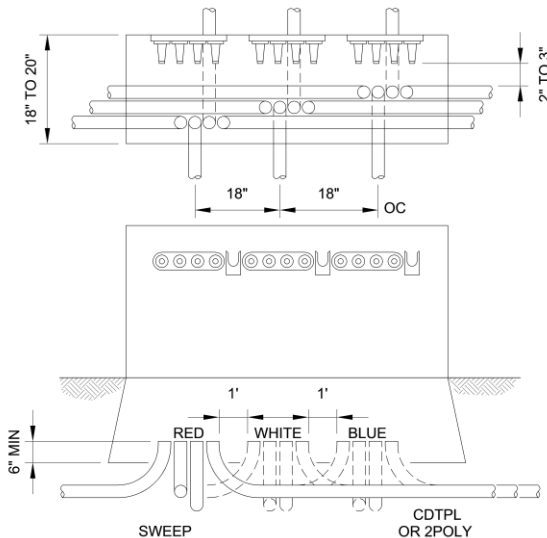 18" TO 20"
2" TO 3"
18"
18"
OC
1'
1'
RED
WHITE
BLUE
6" MIN
SWEEP
CDTPL
OR 2POLY